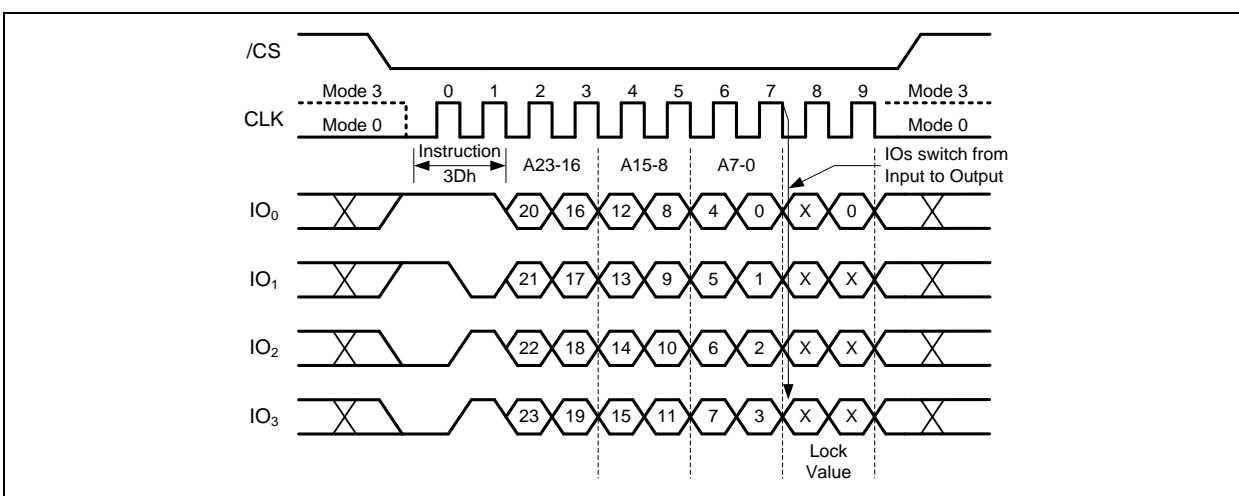 /CS
Mode 3 0 1 2 3 4 5 6 7 8 9 Mode 3
CLK
Mode 0 Mode 0
Instruction A23-16 A15-8 A7-0 IOs switch from
3Dh Input to Output
IO₀ 20 16 12 8 4 0 X 0
IO₁ 21 17 13 9 5 1 X X
IO₂ 22 18 14 10 6 2 X X
IO₃ 23 19 15 11 7 3 X X
Lock
Value